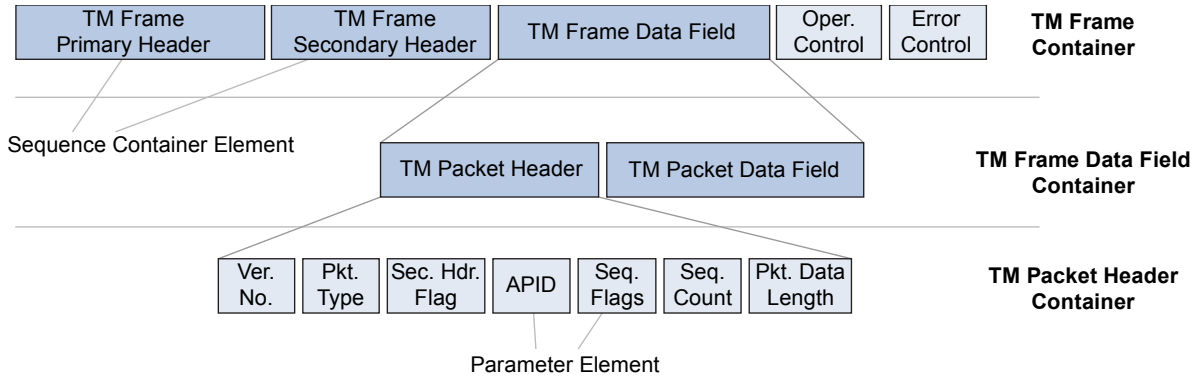 TM Frame
Primary Header
TM Frame
Secondary Header
TM Frame Data Field
Oper.
Control
Error
Control
TM Frame
Container
Sequence Container Element
TM Packet Header
TM Packet Data Field
TM Frame Data Field
Container
Ver.
No.
Pkt.
Type
Sec. Hdr.
Flag
APID
Seq.
Flags
Seq.
Count
Pkt. Data
Length
TM Packet Header
Container
Parameter Element